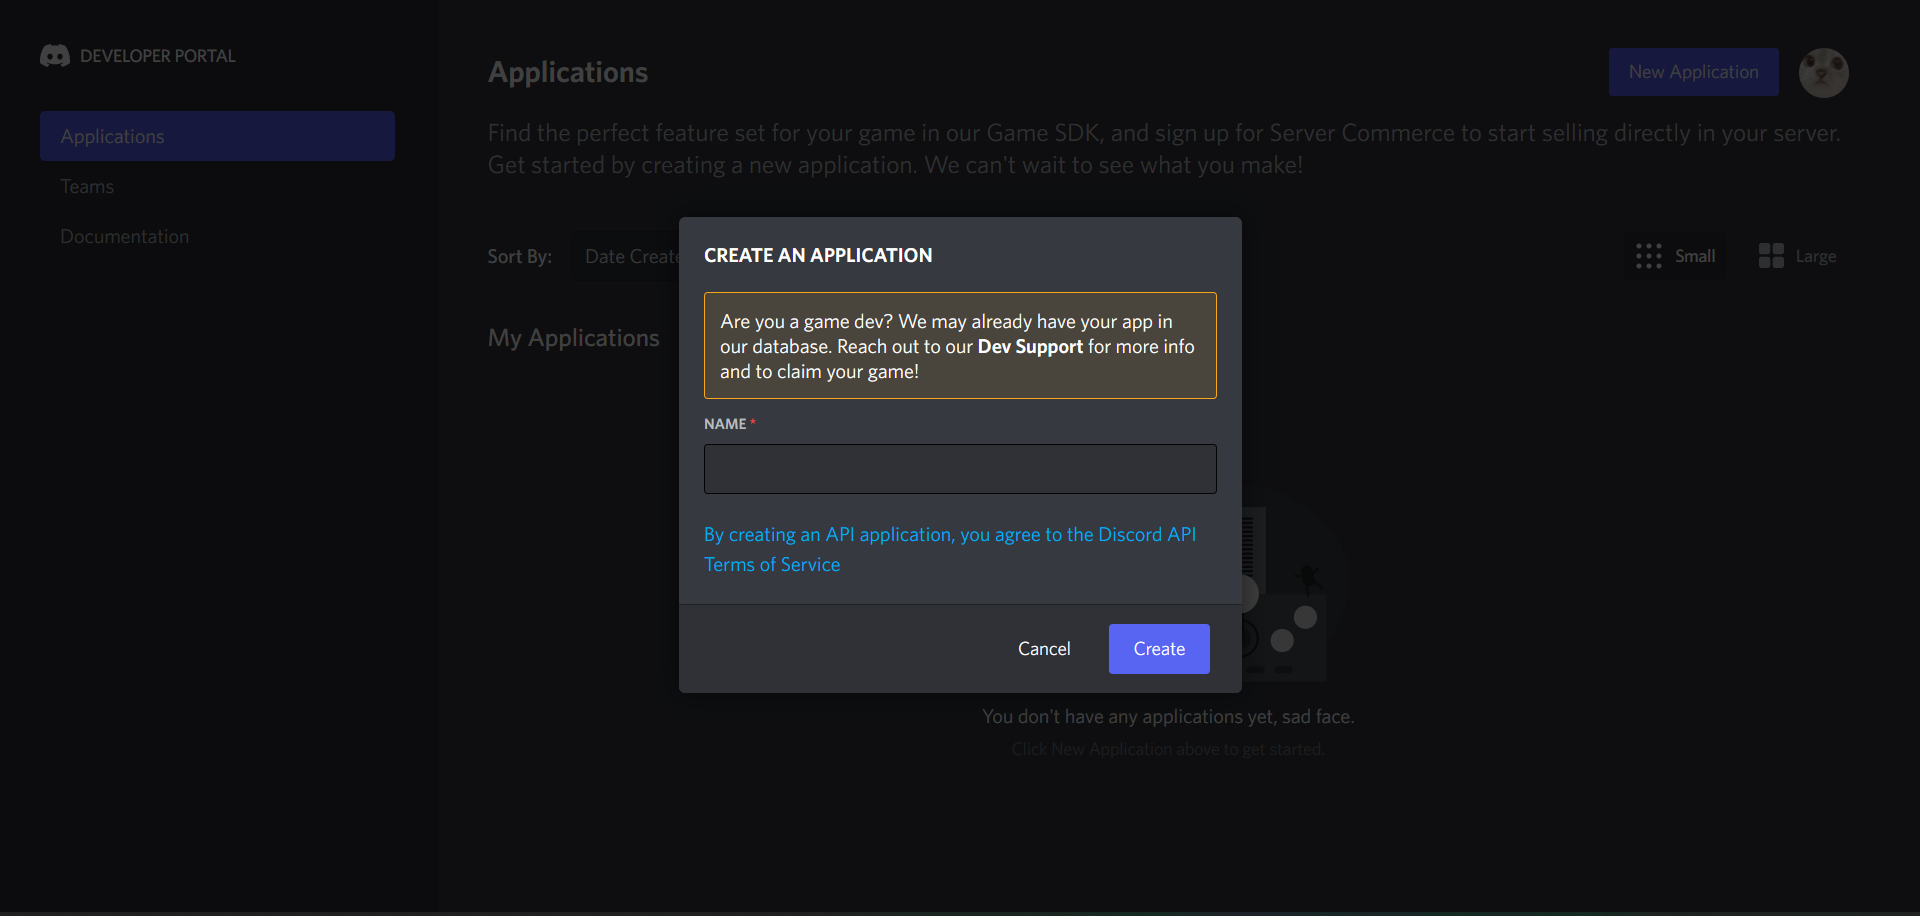 DEVELOPER PORTAL
Applications
Teams
Documentation
Applications
New Application
Find the perfect feature set for your game in our Game SDK, and sign up for Server Commerce to start selling directly in your server.
Get started by creating a new application. We can't wait to see what you make!
Sort By:
Date Create
Small
Large
My Applications
CREATE AN APPLICATION
Are you a game dev? We may already have your app in
our database. Reach out to our Dev Support for more info
and to claim your game!
NAME *
By creating an API application, you agree to the Discord API
Terms of Service
Cancel
Create
You don't have any applications yet, sad face.
Click New Application above to get started.